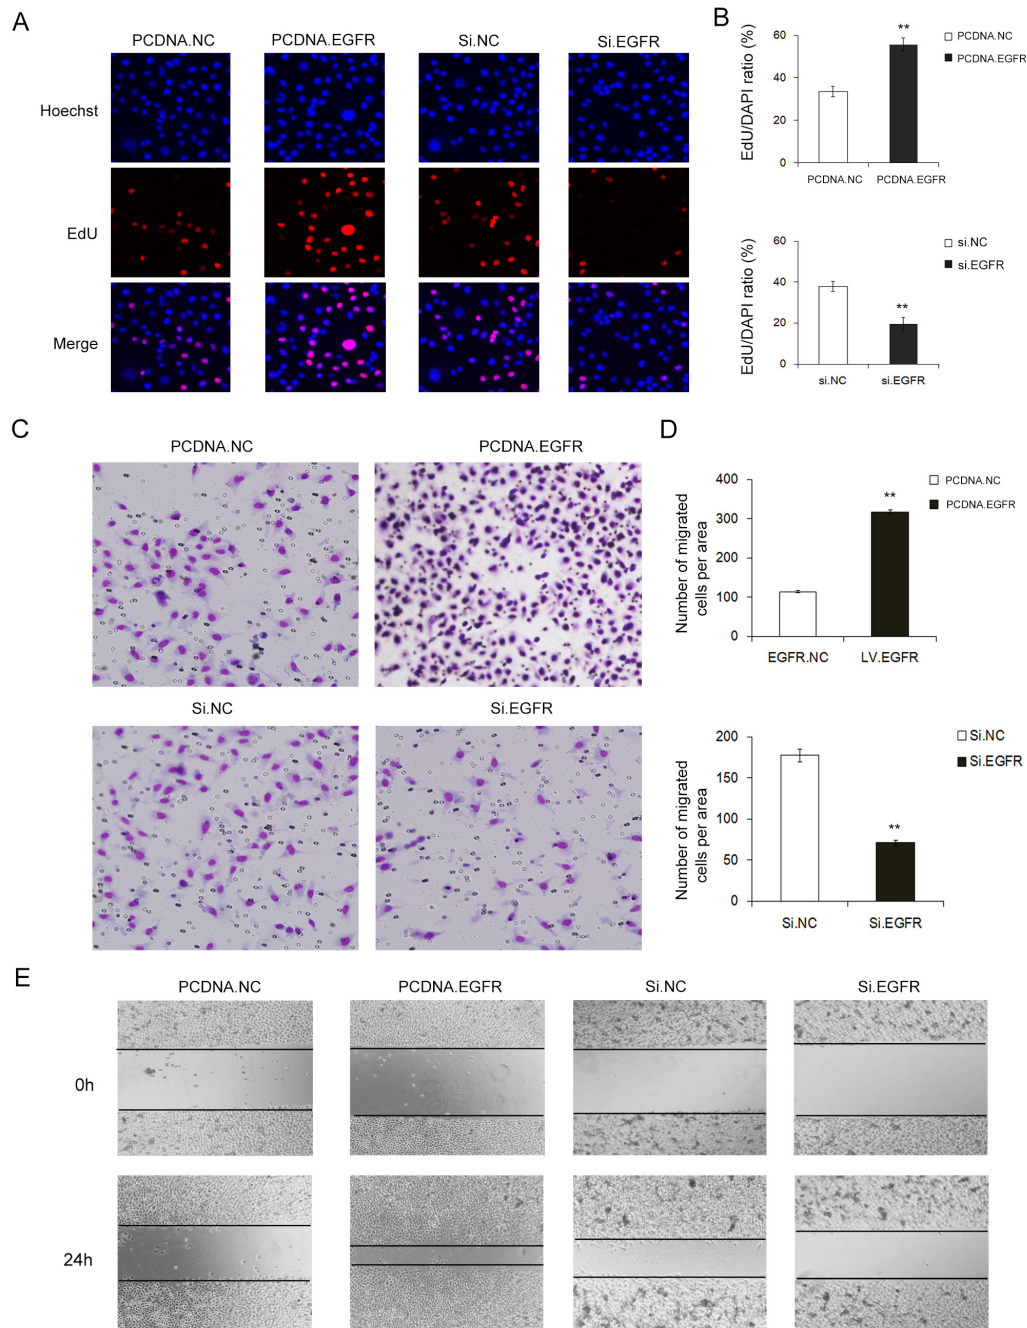 A
PCDNA.NC PCDNA.EGFR Si.NC Si.EGFR
Hoechst
EdU
Merge
B
EdU/DAPI ratio (%)
60
40
20
0
**
PCDNA.NC PCDNA.EGFR
PCDNA.NC
PCDNA.EGFR
EdU/DAPI ratio (%)
60
40
20
0
**
si.NC si.EGFR
si.NC
si.EGFR
C
PCDNA.NC PCDNA.EGFR
Si.NC Si.EGFR
D
Number of migrated
cells per area
400
300
200
100
0
**
EGFR.NC LV.EGFR
PCDNA.NC
PCDNA.EGFR
Number of migrated
cells per area
200
150
100
50
0
**
Si.NC Si.EGFR
Si.NC
Si.EGFR
E
PCDNA.NC PCDNA.EGFR Si.NC Si.EGFR
0h
24h